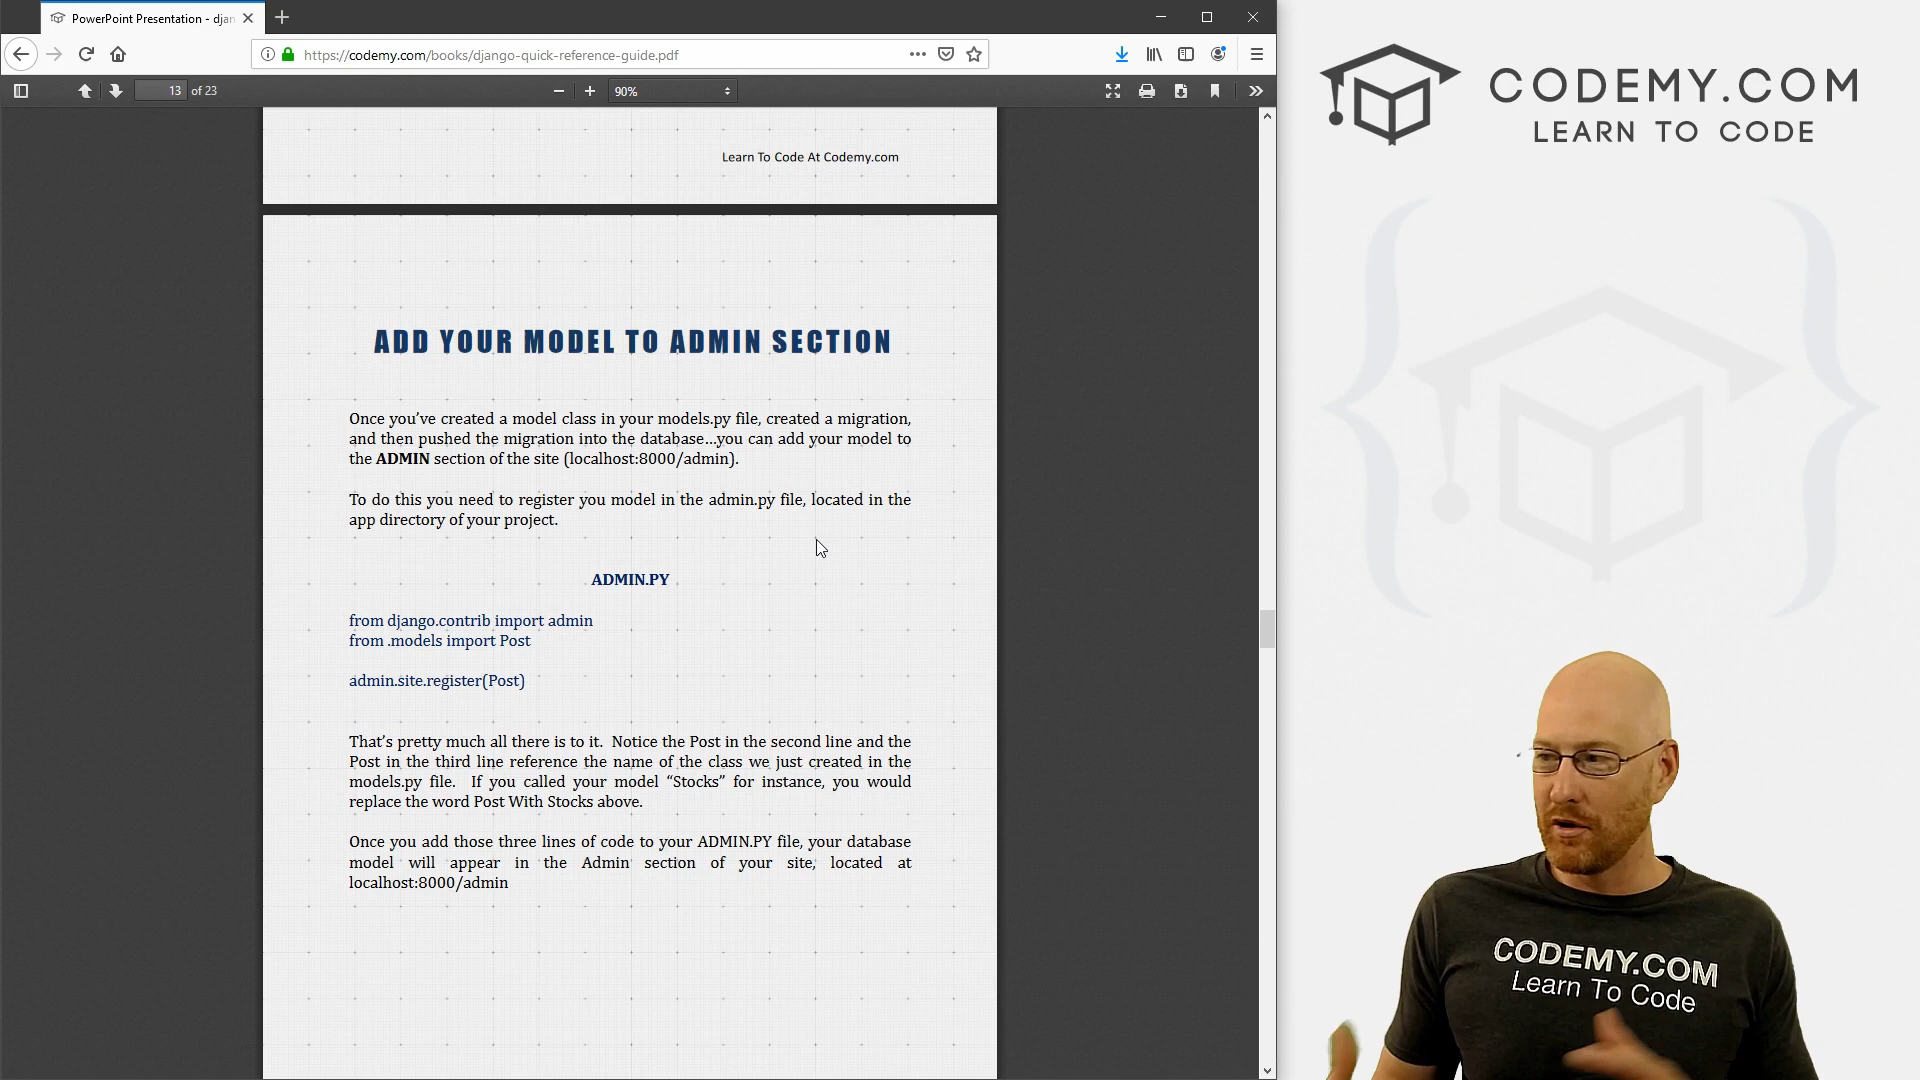 PowerPoint Presentation - djan
https://codemy.com/books/django-quick-reference-guide.pdf
13 of 23
90%
Learn To Code At Codemy.com
ADD YOUR MODEL TO ADMIN SECTION
Once you’ve created a model class in your models.py file, created a migration,
and then pushed the migration into the database…you can add your model to
the ADMIN section of the site (localhost:8000/admin).
To do this you need to register you model in the admin.py file, located in the
app directory of your project.
ADMIN.PY
from django.contrib import admin
from .models import Post
admin.site.register(Post)
That’s pretty much all there is to it. Notice the Post in the second line and the
Post in the third line reference the name of the class we just created in the
models.py file. If you called your model “Stocks” for instance, you would
replace the word Post With Stocks above.
Once you add those three lines of code to your ADMIN.PY file, your database
model will appear in the Admin section of your site, located at
localhost:8000/admin
CODEMY.COM
LEARN TO CODE
CODEMY.COM
Learn To Code